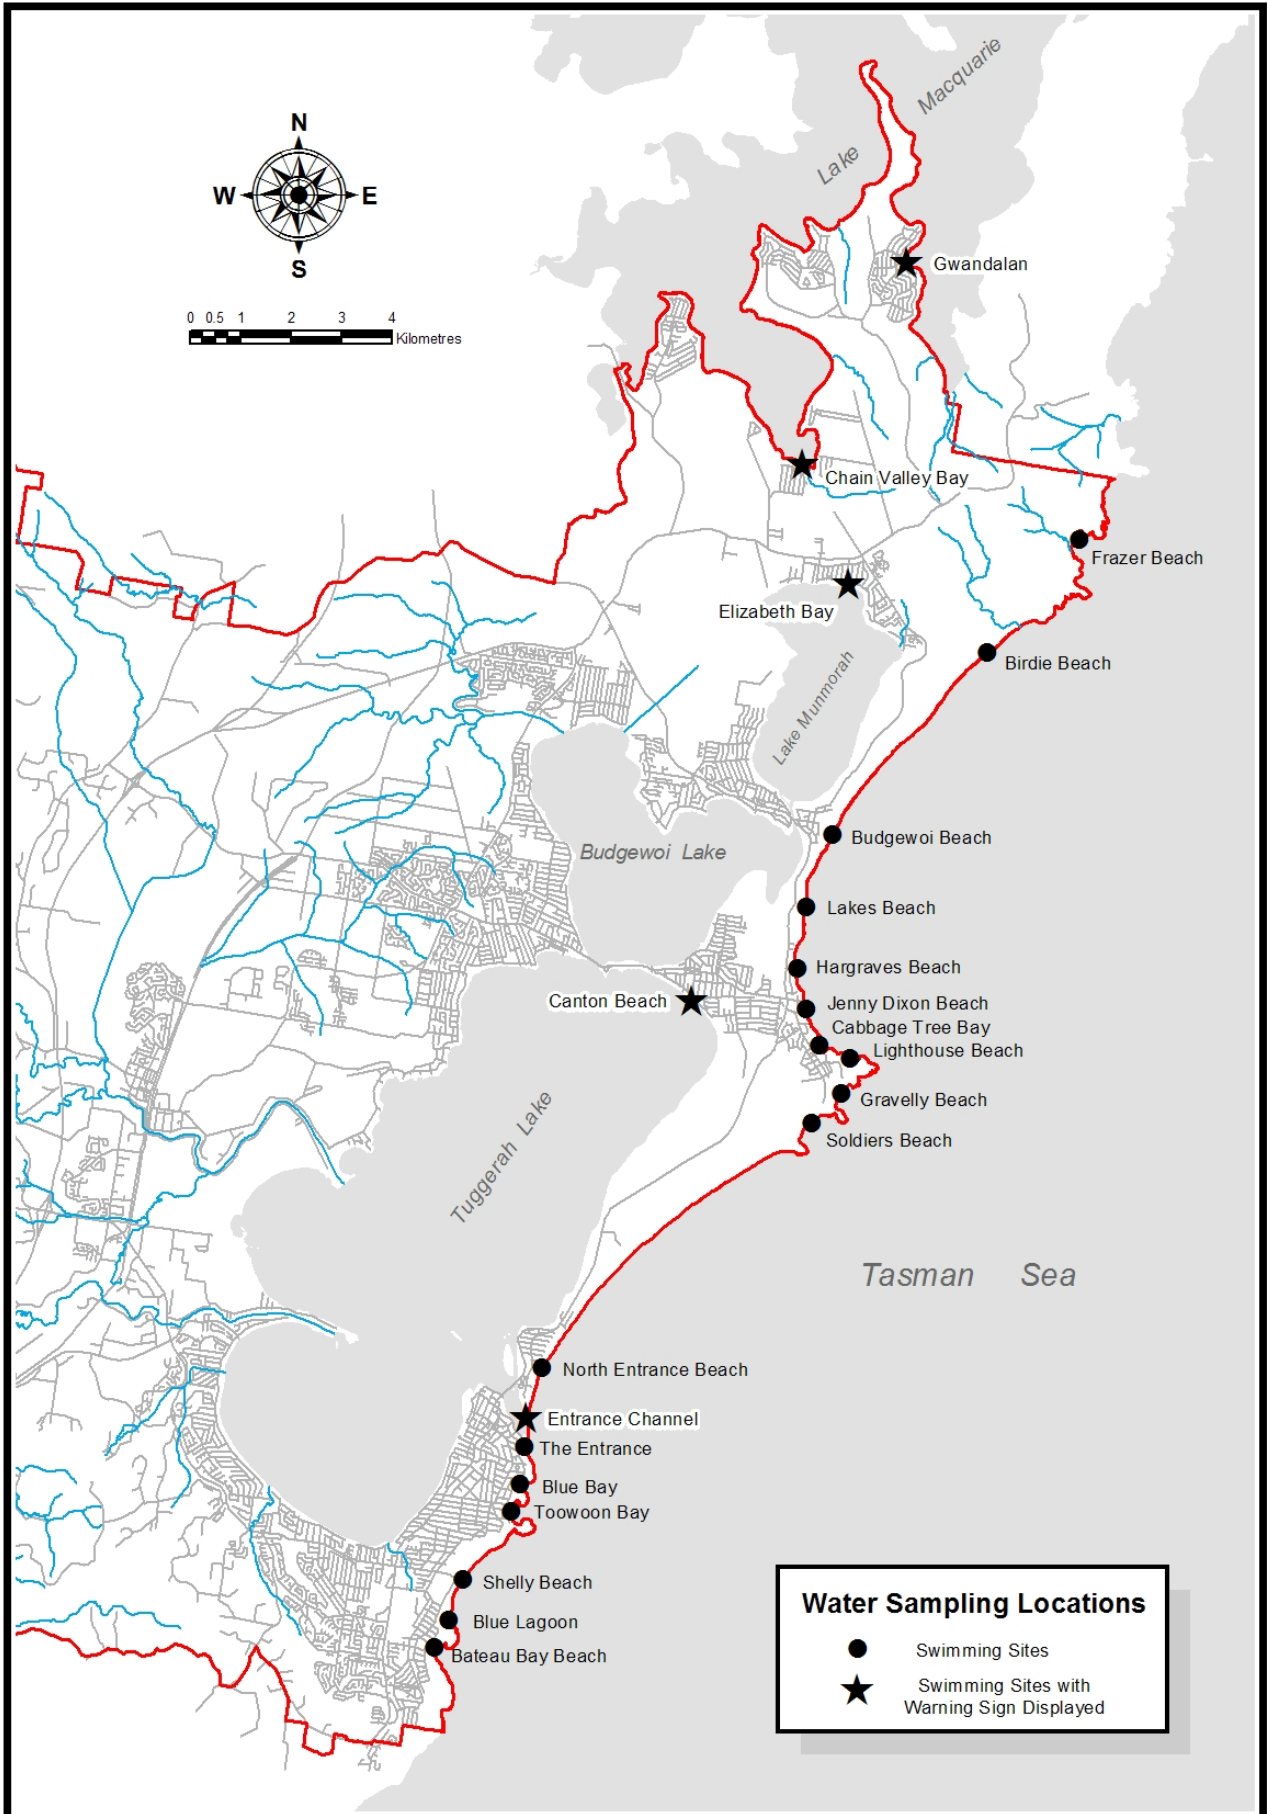 Macquarie
Lake
N
W
E
S
Gwandalan
0 0.5 1 2 3 4
Kilometres
Chain Valley Bay
Frazer Beach
Elizabeth Bay
Birdie Beach
Lake Munmorah
Budgewoi Beach
Budgewoi Lake
Lakes Beach
Hargraves Beach
Canton Beach
Jenny Dixon Beach
Cabbage Tree Bay
Lighthouse Beach
Gravelly Beach
Soldiers Beach
Tuggerah Lake
Tasman Sea
North Entrance Beach
Entrance Channel
The Entrance
Blue Bay
Toowoon Bay
Shelly Beach
Blue Lagoon
Bateau Bay Beach
Water Sampling Locations
Swimming Sites
Swimming Sites with
Warning Sign Displayed